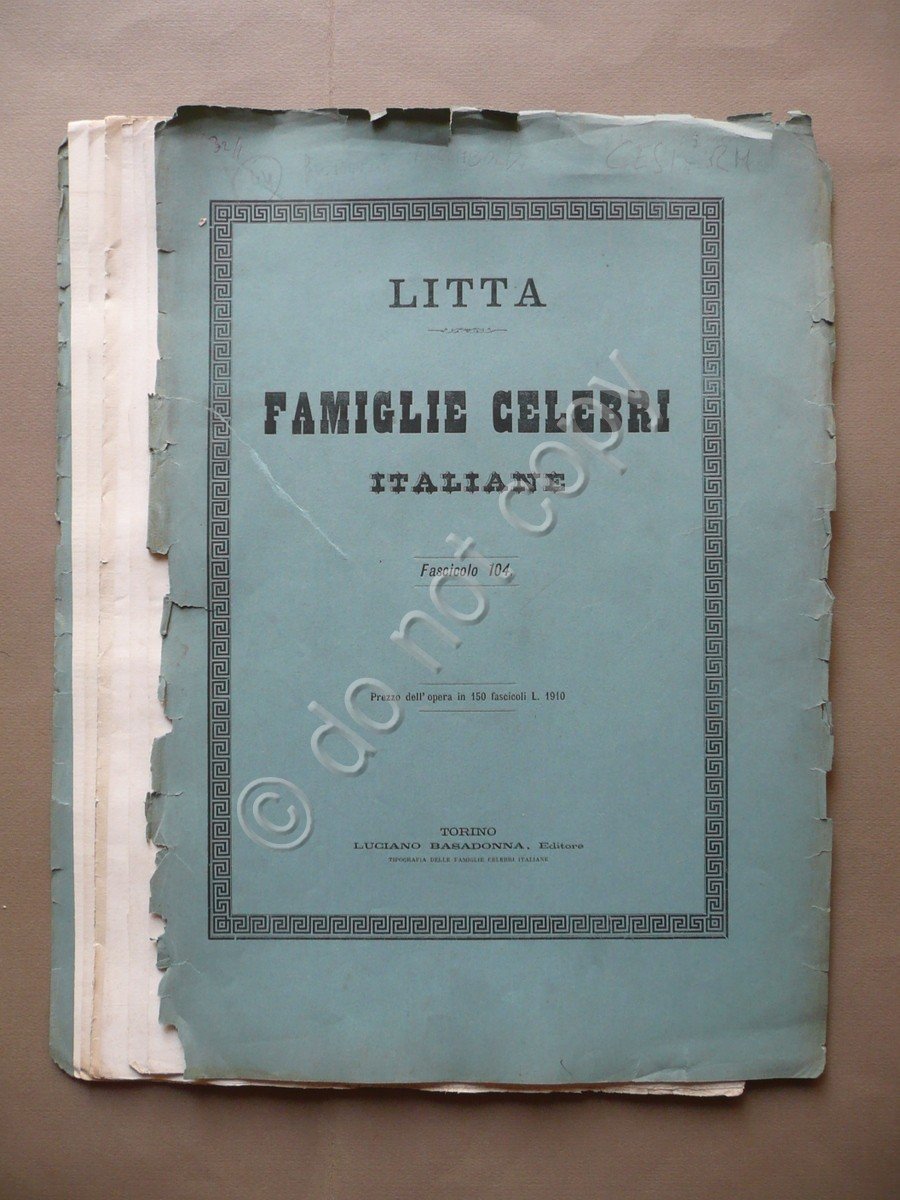 324
LITTA
FAMIGLIE CELEBRI
ITALIANE
Fascicolo 104.
Prezzo dell' opera in 150 fascicoli L. 1910
© do not copy
TORINO
LUCIANO BASADONNA, Editore
TIPOGRAFIA DELLE FAMIGLIE CELEBRI ITALIANE